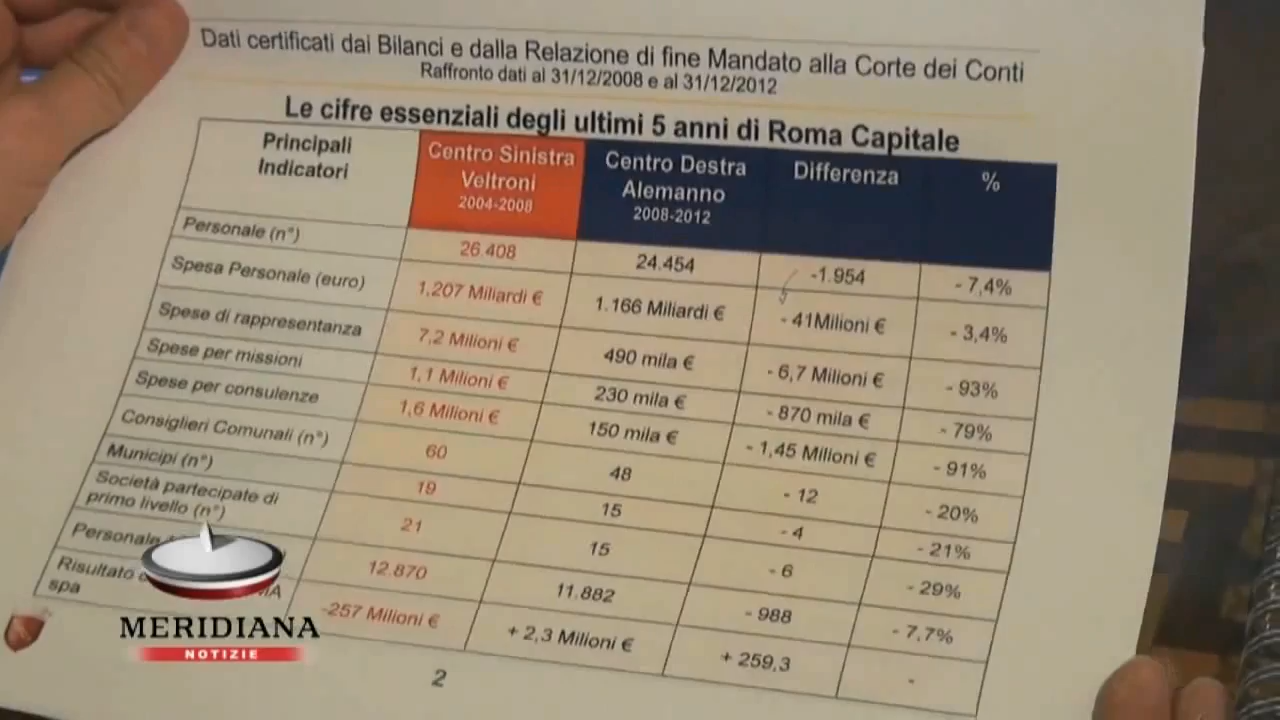 Dati certificati dai Bilanci e dalla Relazione di fine Mandato alla Corte dei Conti
Raffronto dati al 31/12/2008 e al 31/12/2012
Le cifre essenziali degli ultimi 5 anni di Roma Capitale
Principali Indicatori Centro Sinistra Veltroni 2004-2008 Centro Destra Alemanno 2008-2012 Differenza %
Personale (n°) 26.408 24.454 -1.954 - 7,4%
Spesa Personale (euro) 1,207 Miliardi € 1.166 Miliardi € - 41Milioni € - 3,4%
Spese di rappresentanza 7,2 Milioni € 490 mila € - 6,7 Milioni € - 93%
Spese per missioni 1,1 Milioni € 230 mila € - 870 mila € - 79%
Spese per consulenze 1,6 Milioni € 150 mila € - 1,45 Milioni € - 91%
Consiglieri Comunali (n°) 60 48 - 12 - 20%
Municipi (n°) 19 15 - 4 - 21%
Società partecipate di primo livello (n°) 21 15 - 6 - 29%
Personale 12.870 11.882 - 988 - 7,7%
Risultato spa -257 Milioni € + 2,3 Milioni € + 259,3 -
2
MERIDIANA
NOTIZIE